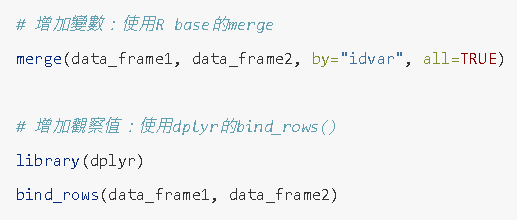 # 增加變數：使用R base的merge
merge(data_frame1, data_frame2, by="idvar", all=TRUE)
# 增加觀察值：使用dplyr的bind_rows()
library(dplyr)
bind_rows(data_frame1, data_frame2)